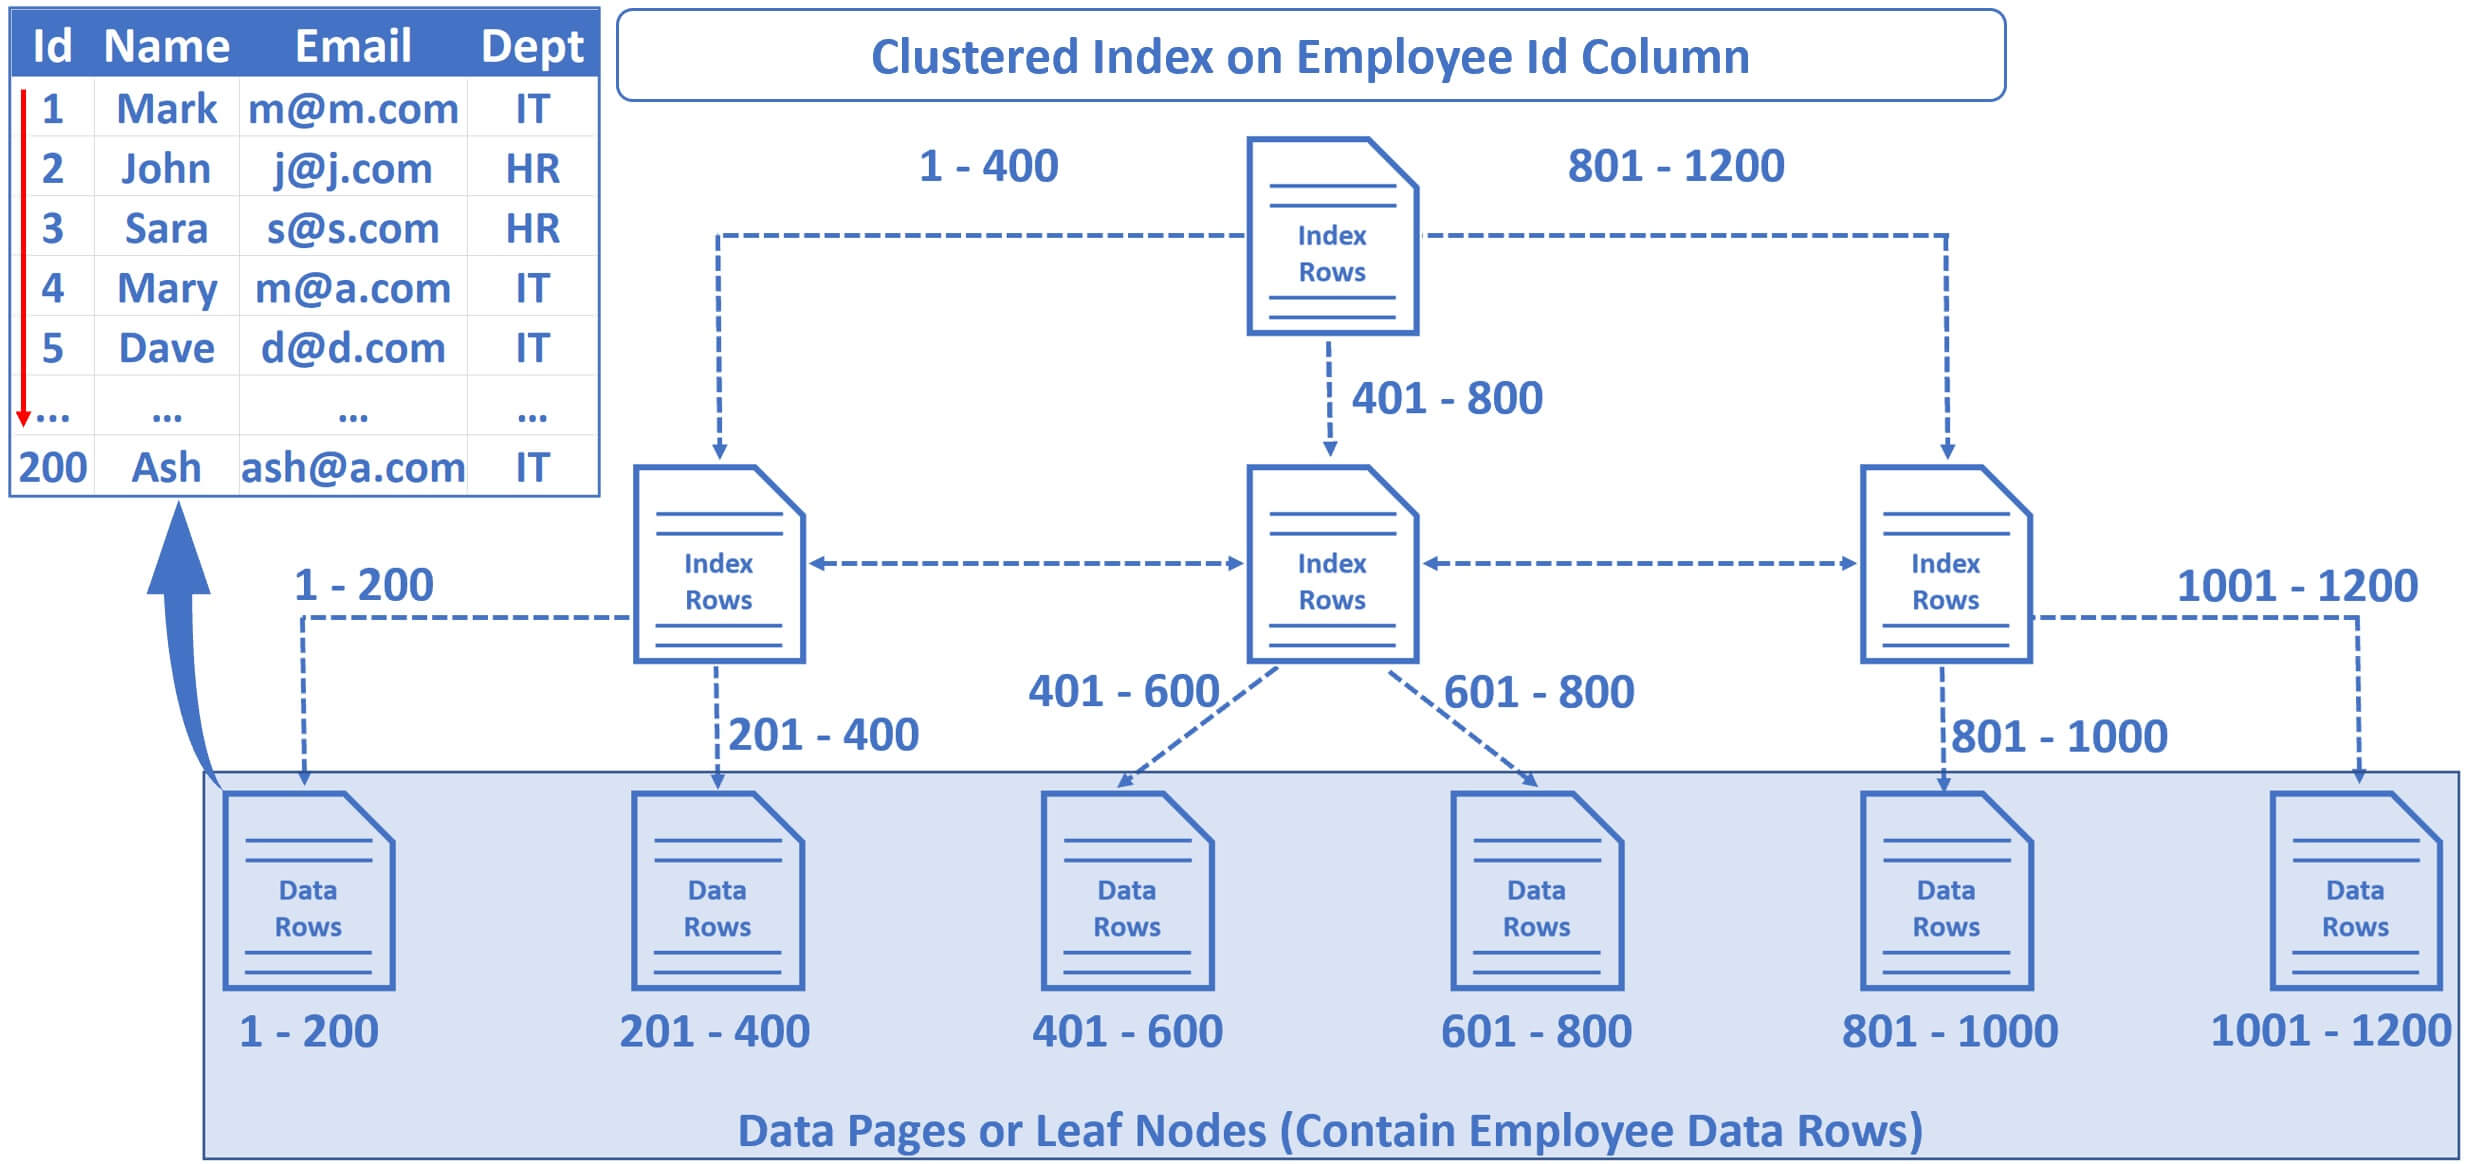 Id Name Email Dept
1 Mark m@m.com IT
2 John j@j.com HR
3 Sara s@s.com HR
4 Mary m@a.com IT
5 Dave d@d.com IT
... ... ... ...
200 Ash ash@a.com IT
Clustered Index on Employee Id Column
1 - 400
801 - 1200
Index
Rows
401 - 800
Index
Rows
Index
Rows
Index
Rows
1 - 200
1001 - 1200
201 - 400
401 - 600
601 - 800
801 - 1000
Data
Rows
Data
Rows
Data
Rows
Data
Rows
Data
Rows
Data
Rows
1 - 200
201 - 400
401 - 600
601 - 800
801 - 1000
1001 - 1200
Data Pages or Leaf Nodes (Contain Employee Data Rows)